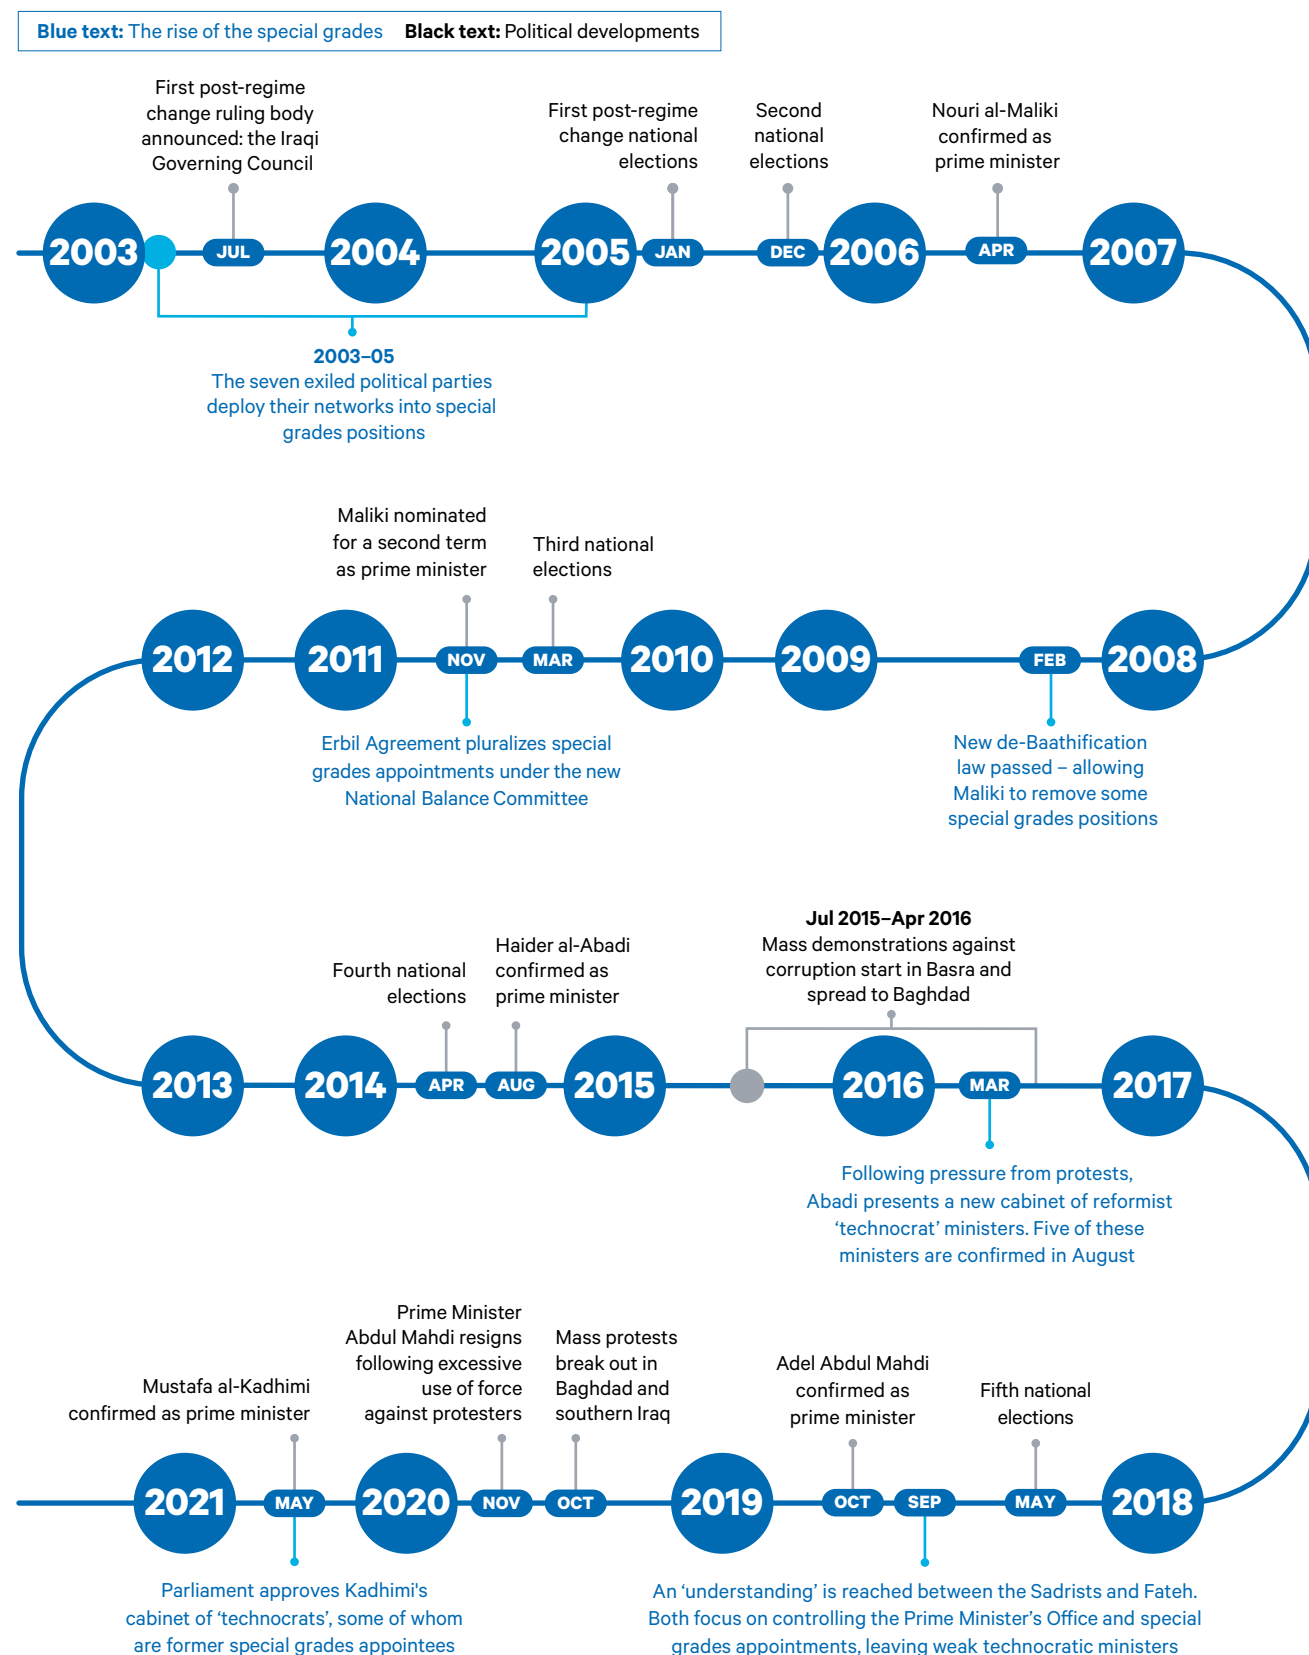 Blue text: The rise of the special grades Black text: Political developments
First post-regime
change ruling body
announced: the Iraqi
Governing Council
First post-regime
change national
elections
Second
national
elections
Nouri al-Maliki
confirmed as
prime minister
2003
JUL
2004
2005
JAN
DEC
2006
APR
2007
2003–05
The seven exiled political parties
deploy their networks into special
grades positions
Maliki nominated
for a second term
as prime minister
Third national
elections
2012
2011
NOV
MAR
2010
2009
FEB
2008
Erbil Agreement pluralizes special
grades appointments under the new
National Balance Committee
New de-Baathification
law passed – allowing
Maliki to remove some
special grades positions
Fourth national
elections
Haider al-Abadi
confirmed as
prime minister
Jul 2015–Apr 2016
Mass demonstrations against
corruption start in Basra and
spread to Baghdad
2013
2014
APR
AUG
2015
2016
MAR
2017
Following pressure from protests,
Abadi presents a new cabinet of reformist
‘technocrat’ ministers. Five of these
ministers are confirmed in August
Mustafa al-Kadhimi
confirmed as prime minister
Prime Minister
Abdul Mahdi resigns
following excessive
use of force
against protesters
Mass protests
break out in
Baghdad and
southern Iraq
Adel Abdul Mahdi
confirmed as
prime minister
Fifth national
elections
2021
MAY
2020
NOV
OCT
2019
OCT
SEP
MAY
2018
Parliament approves Kadhimi's
cabinet of ‘technocrats’, some of whom
are former special grades appointees
An ‘understanding’ is reached between the Sadrists and Fateh.
Both focus on controlling the Prime Minister’s Office and special
grades appointments, leaving weak technocratic ministers